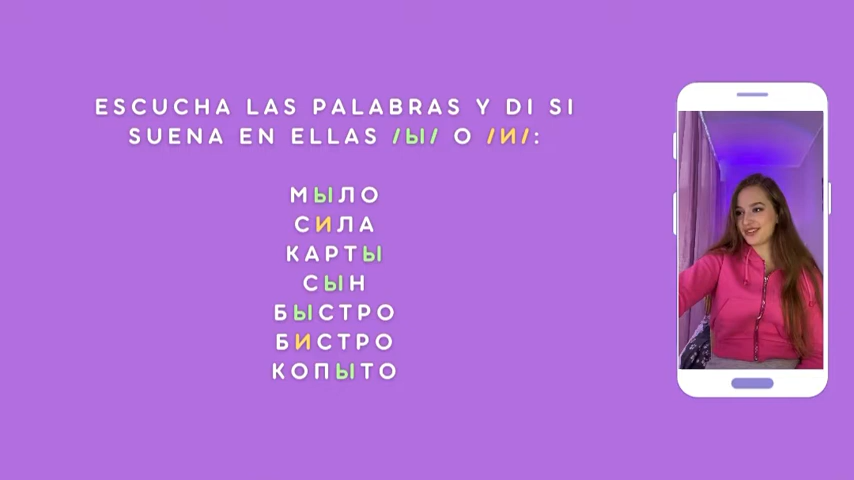 ESCUCHA LAS PALABRAS Y DI SI
SUENA EN ELLAS /Ы/ O /И/:
МЫЛО
СИЛА
КАРТЫ
СЫН
БЫСТРО
БИСТРО
КОПЫТО